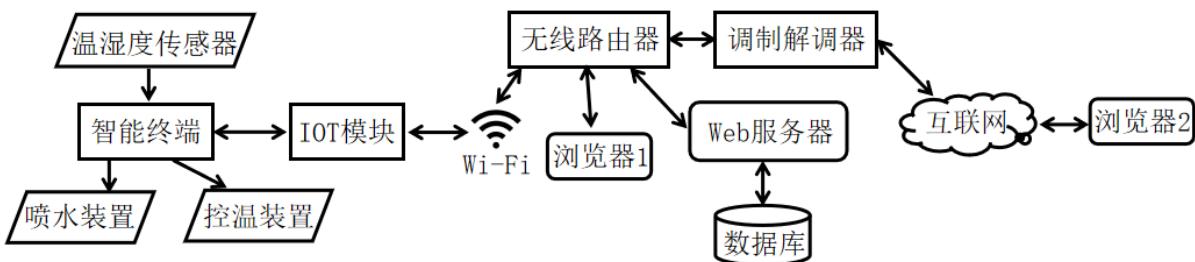 温湿度传感器
无线路由器
调制解调器
智能终端
IOT模块
Wi-Fi
浏览器1
Web服务器
互联网
浏览器2
喷水装置
控温装置
数据库